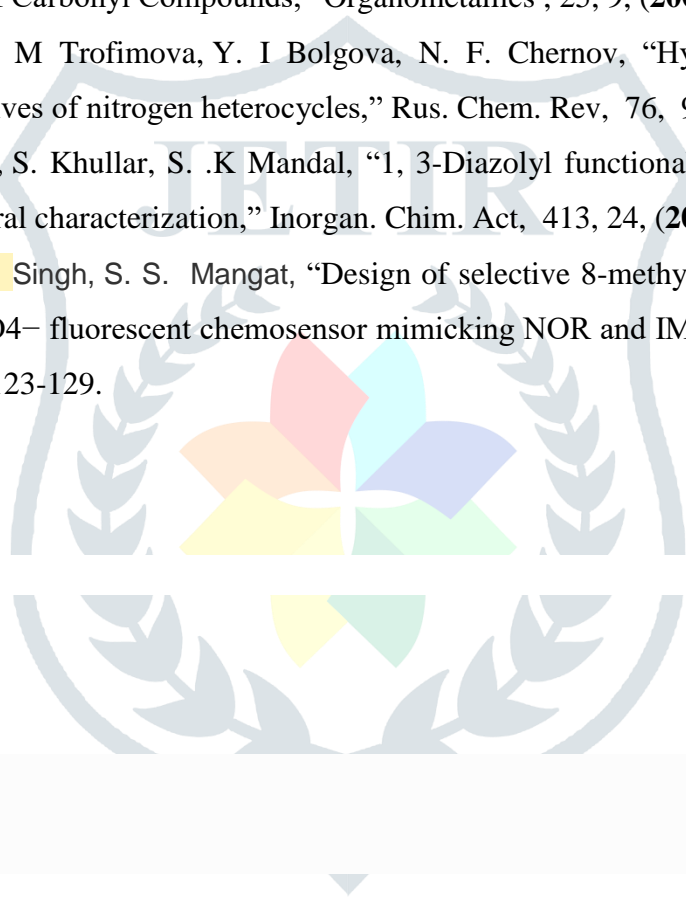 Carbonyl Compounds,” Organometallics , 25, 9, (200
M Trofimova, Y. I Bolgova, N. F. Chernov, “Hy
ves of nitrogen heterocycles,” Rus. Chem. Rev, 76, 9
, S. Khullar, S. .K Mandal, “1, 3-Diazolyl functiona
ral characterization,” Inorgan. Chim. Act, 413, 24, (20
Singh, S. S. Mangat, “Design of selective 8-methy
O4− fluorescent chemosensor mimicking NOR and IM
23-129.
JETIR